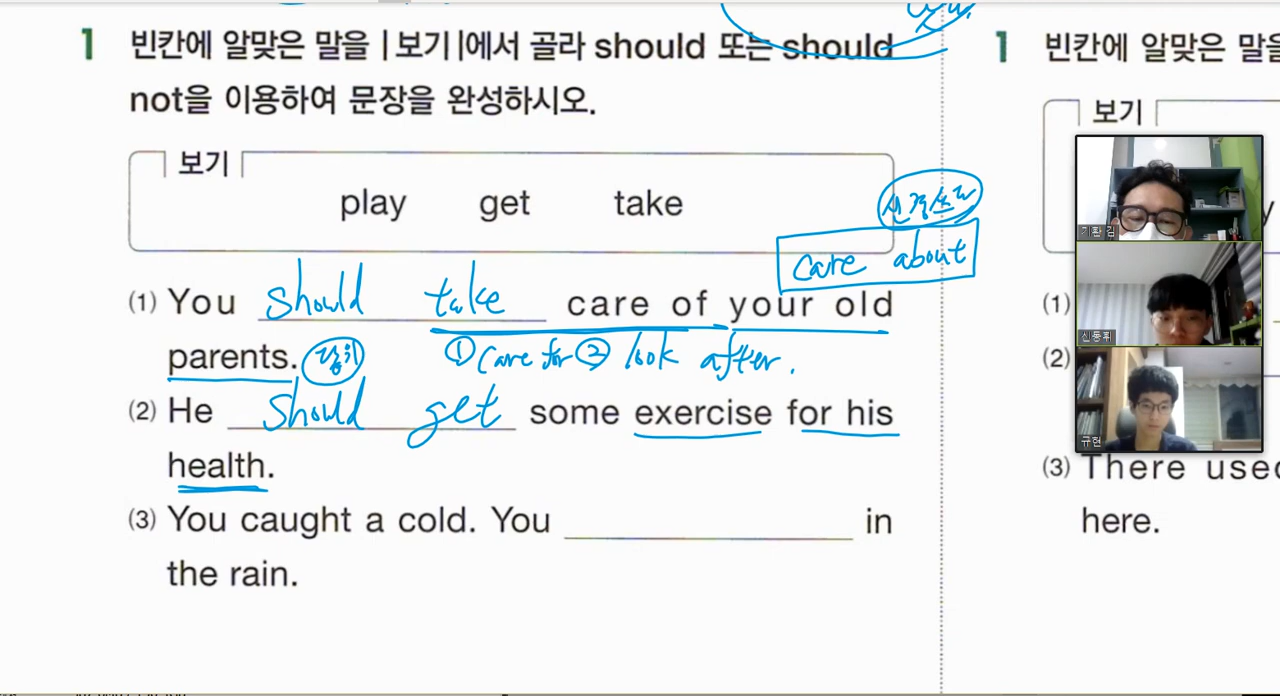 1 빈칸에 알맞은 말을 |보기|에서 골라 should 또는 should
not을 이용하여 문장을 완성하시오.
보기
play get take
신경쓰다
care about
(1) You should take care of your old
parents. ① care for ② look after.
(2) He should get some exercise for his
health.
(3) You caught a cold. You ____________ in
the rain.
1 빈칸에 알맞은 말을
보기
y
(1)
(2)
(3) There used
here.
기환 김
신동휘
규현